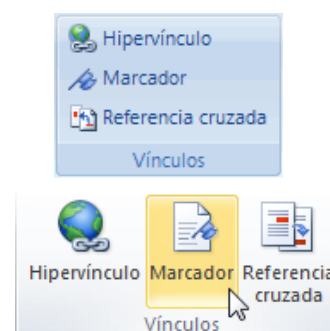 Hipervínculo
Marcador
Referencia cruzada
Vínculos
Hipervínculo Marcador Referencia
cruzada
Vínculos